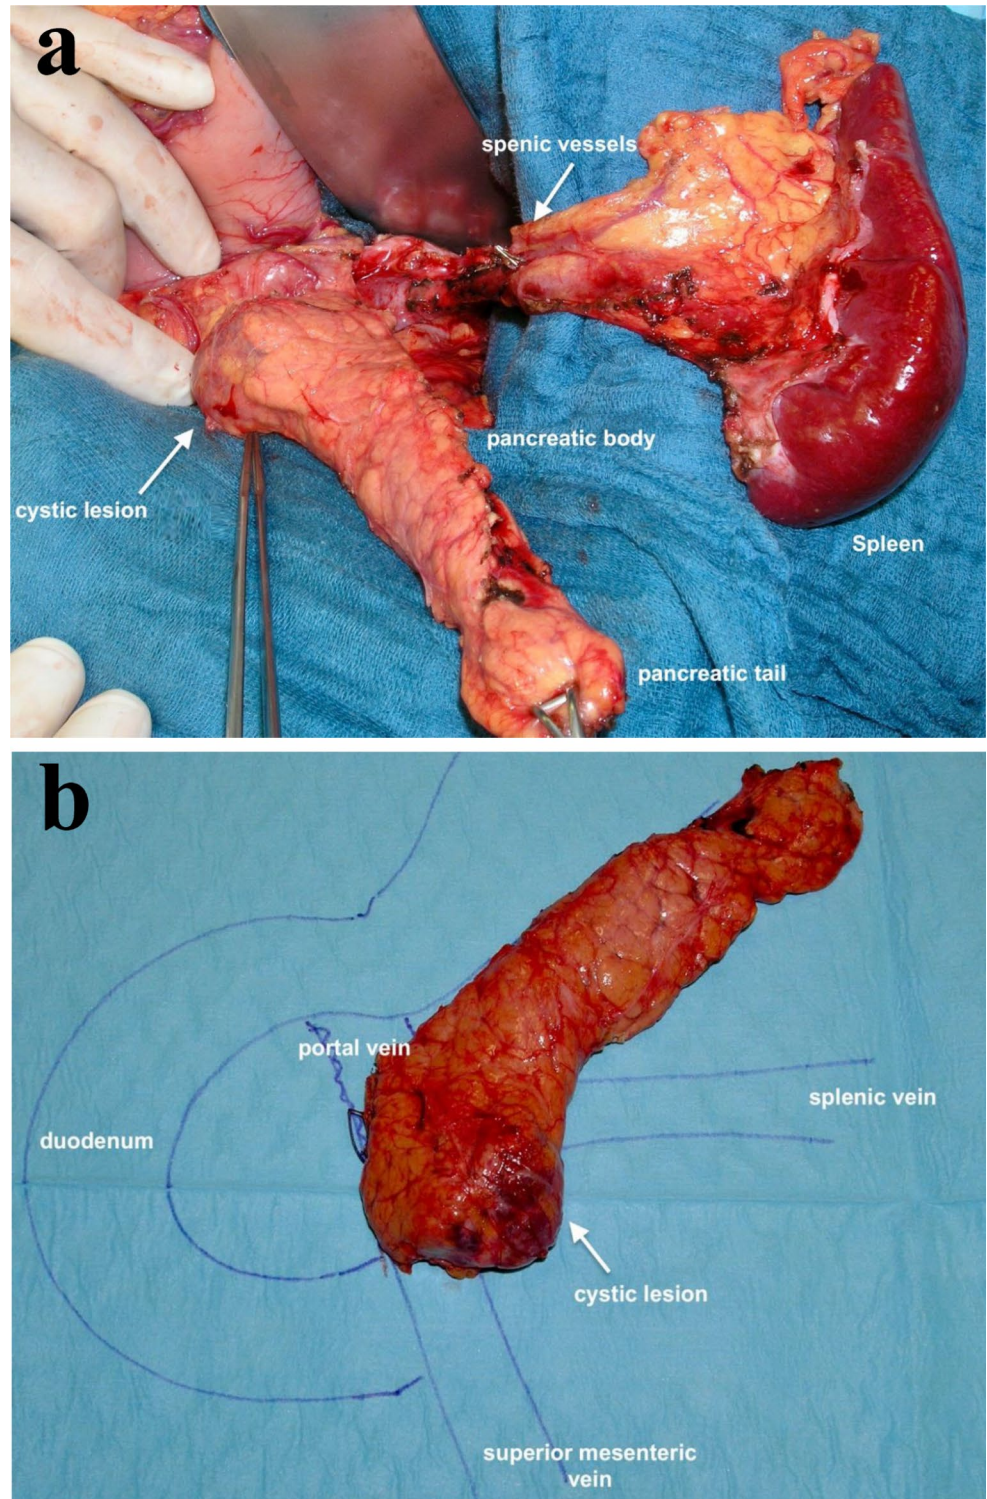 a
spenic vessels
pancreatic body
cystic lesion
Spleen
pancreatic tail
b
portal vein
splenic vein
duodenum
cystic lesion
superior mesenteric
vein